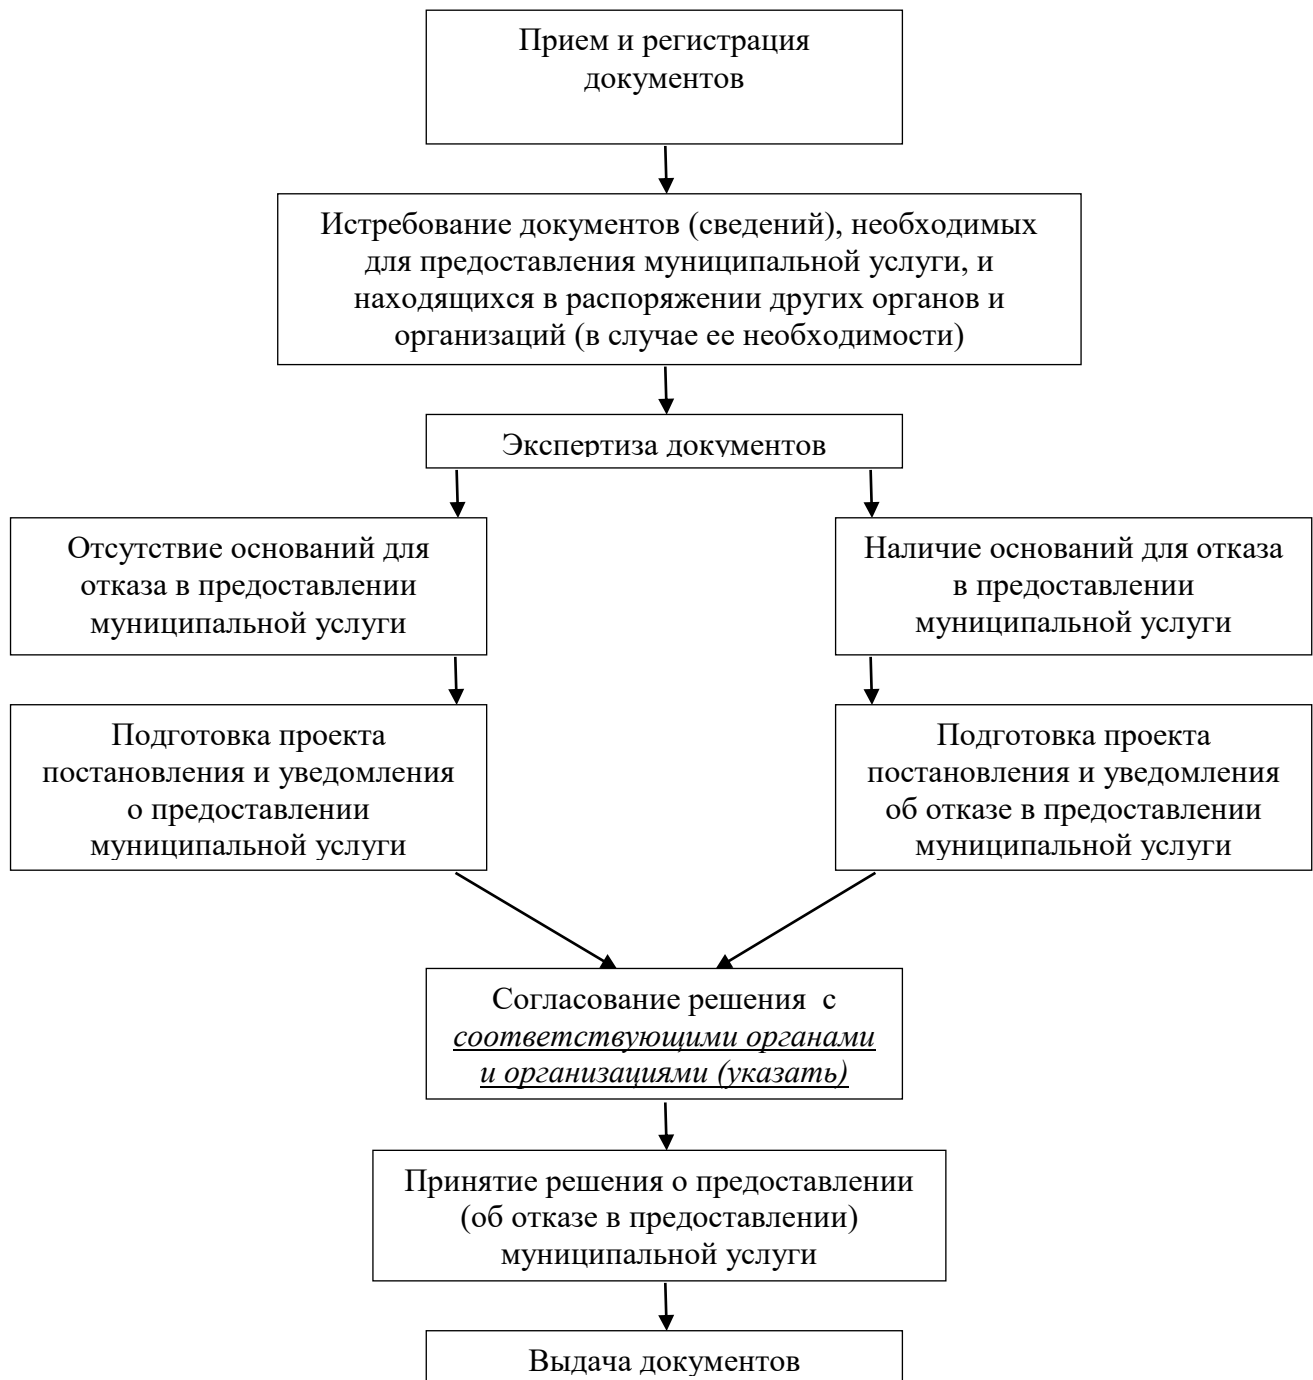 Прием и регистрация
документов
Истребование документов (сведений), необходимых
для предоставления муниципальной услуги, и
находящихся в распоряжении других органов и
организаций (в случае ее необходимости)
Экспертиза документов
Отсутствие оснований для
отказа в предоставлении
муниципальной услуги
Наличие оснований для отказа
в предоставлении
муниципальной услуги
Подготовка проекта
постановления и уведомления
о предоставлении
муниципальной услуги
Подготовка проекта
постановления и уведомления
об отказе в предоставлении
муниципальной услуги
Согласование решения с
соответствующими органами
и организациями (указать)
Принятие решения о предоставлении
(об отказе в предоставлении)
муниципальной услуги
Выдача документов